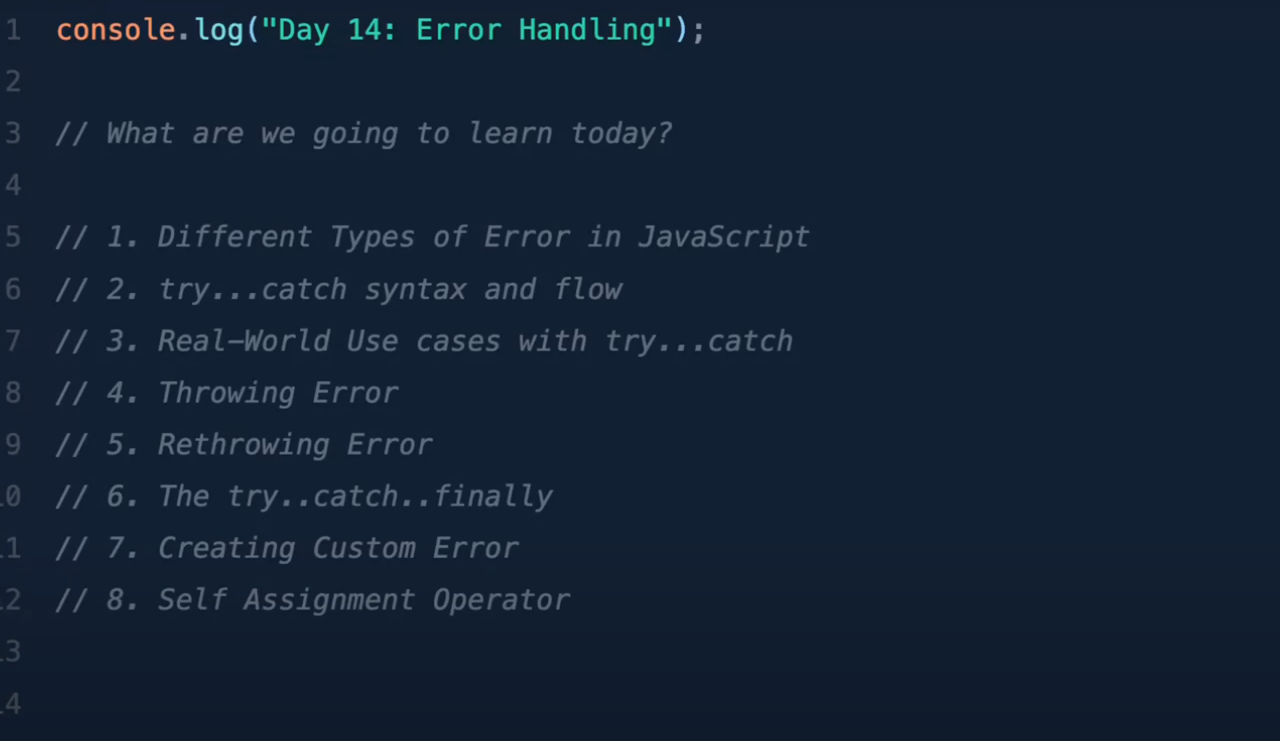 1 console.log("Day 14: Error Handling");
2
3 // What are we going to learn today?
4
5 // 1. Different Types of Error in JavaScript
6 // 2. try...catch syntax and flow
7 // 3. Real-World Use cases with try...catch
8 // 4. Throwing Error
9 // 5. Rethrowing Error
10 // 6. The try..catch..finally
11 // 7. Creating Custom Error
12 // 8. Self Assignment Operator
13
14